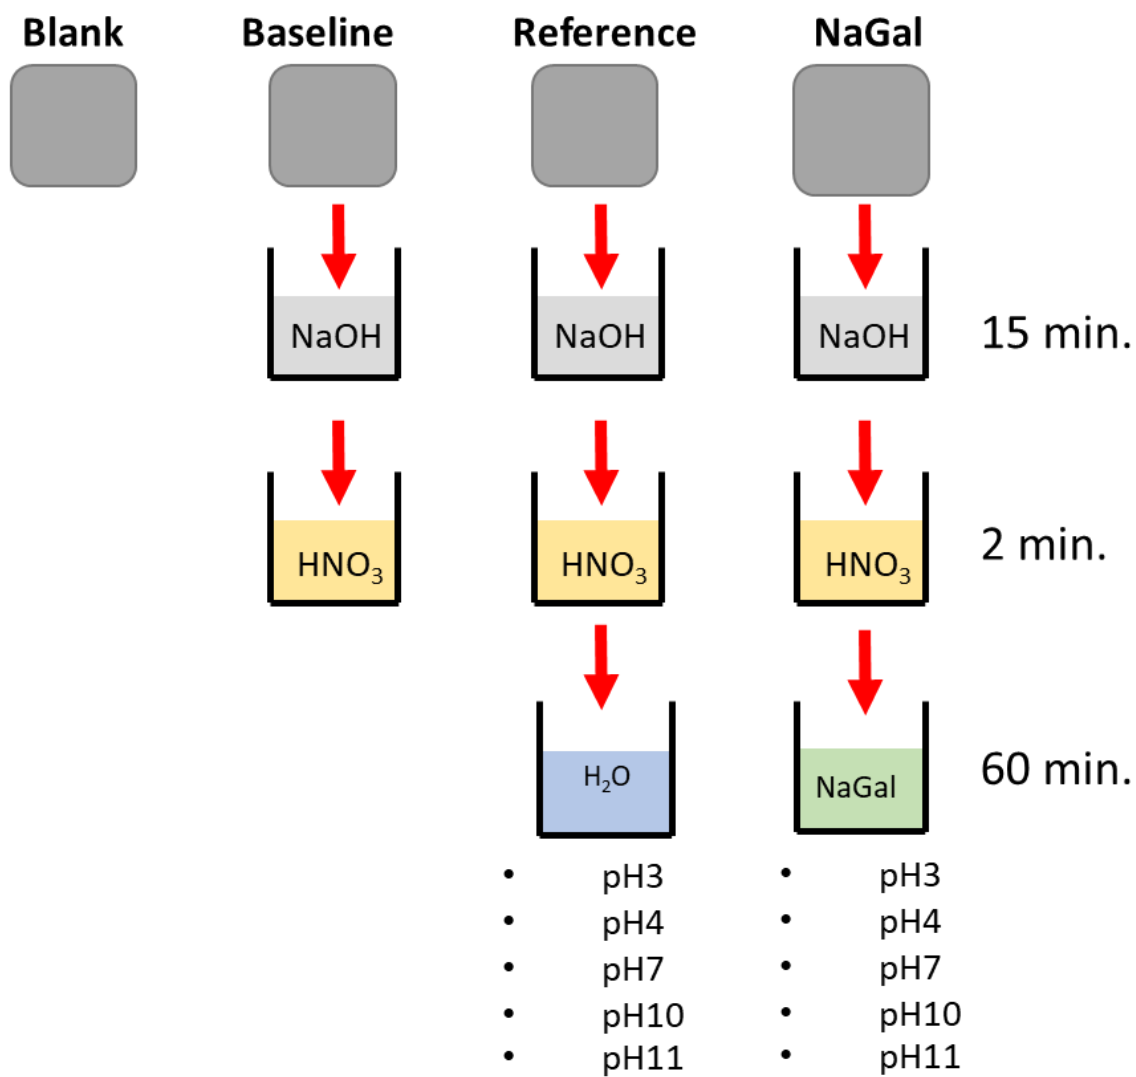 Blank Baseline Reference NaGal
NaOH NaOH NaOH 15 min.
HNO₃ HNO₃ HNO₃ 2 min.
H₂O NaGal 60 min.
• pH3 • pH3
• pH4 • pH4
• pH7 • pH7
• pH10 • pH10
• pH11 • pH11